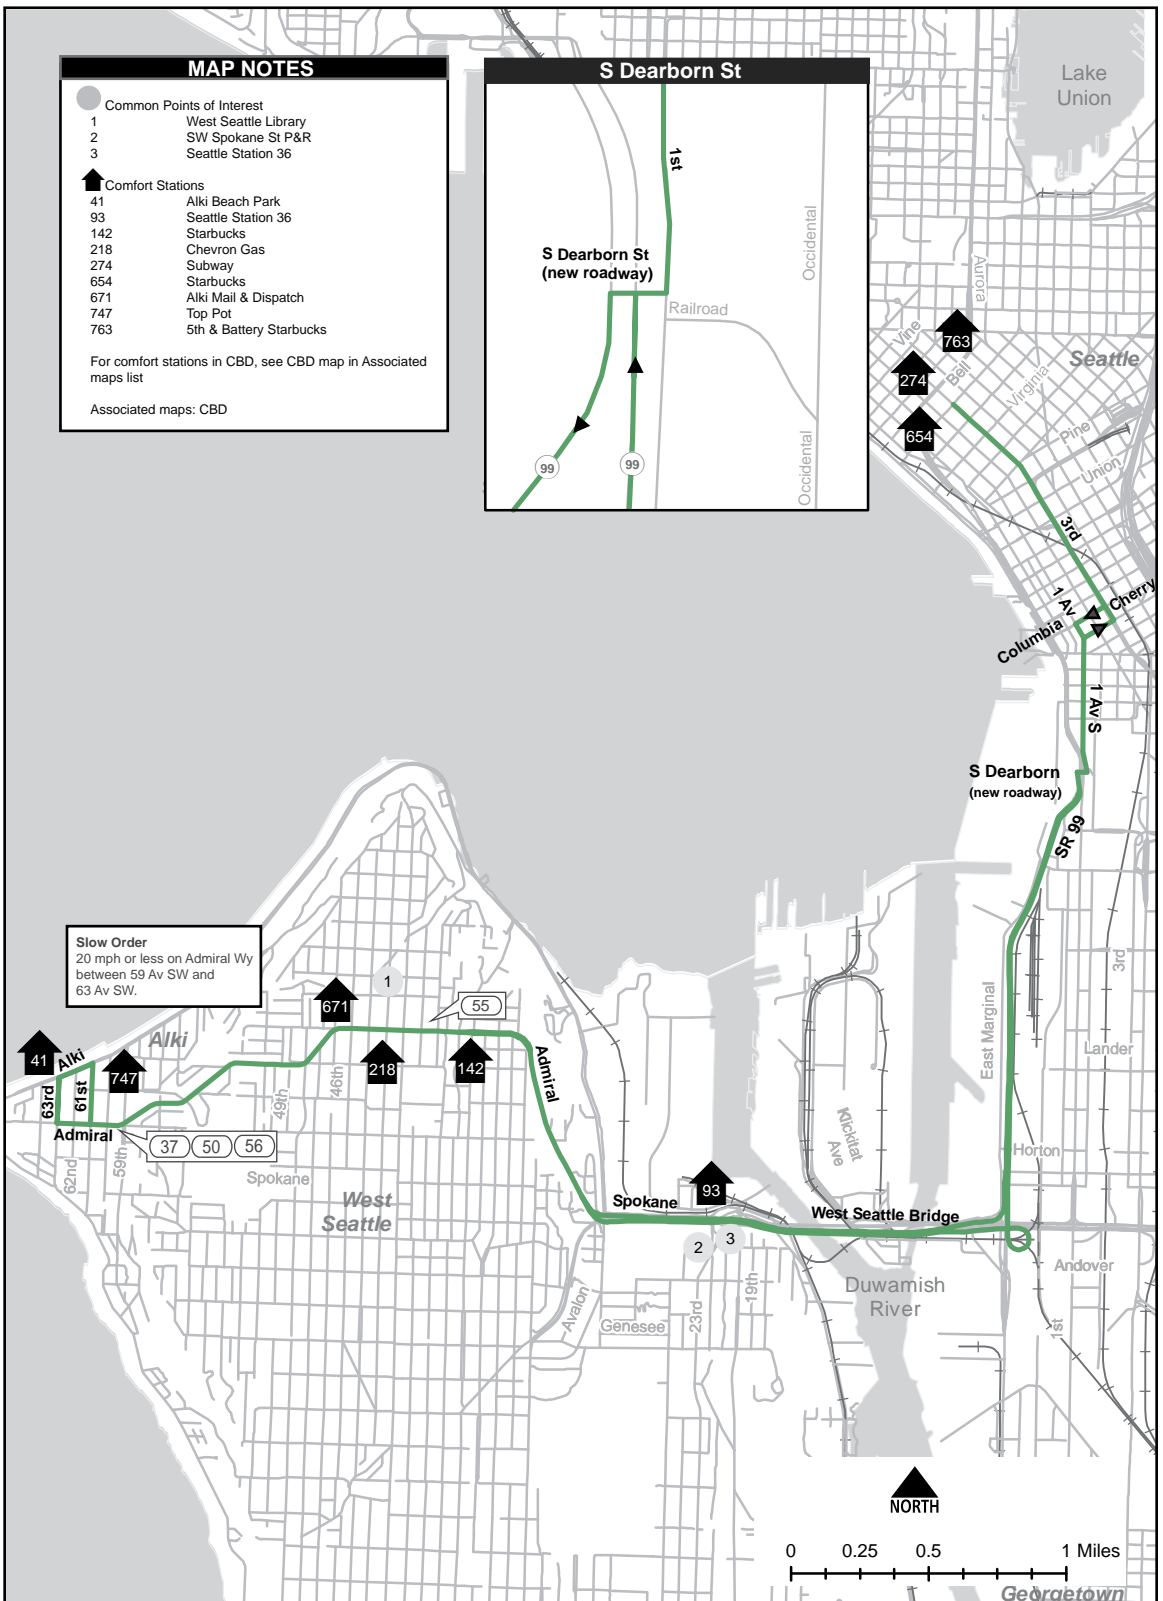 MAP NOTES
Common Points of Interest
1 West Seattle Library
2 SW Spokane St P&R
3 Seattle Station 36
Comfort Stations
41 Alki Beach Park
93 Seattle Station 36
142 Starbucks
218 Chevron Gas
274 Subway
654 Starbucks
671 Alki Mail & Dispatch
747 Top Pot
763 5th & Battery Starbucks
For comfort stations in CBD, see CBD map in Associated
maps list
Associated maps: CBD
S Dearborn St
1st
Occidental
S Dearborn St
(new roadway)
Railroad
Occidental
99
99
Lake
Union
Aurora
Vine
763
Seattle
274
Bell
Virginia
654
Pine
Union
3rd
1 Av
Cherry
Columbia
1 Av S
S Dearborn
(new roadway)
SR 99
Slow Order
20 mph or less on Admiral Wy
between 59 Av SW and
63 Av SW.
1
671
55
3rd
41
Alki
Alki
747
218
142
Admiral
East Marginal
Lander
63rd
61st
46th
49th
Admiral
37
50
56
Klickitat
Ave
62nd
59th
Spokane
Horton
West
Seattle
93
Spokane
West Seattle Bridge
2
3
Andover
Duwamish
River
19th
23rd
Avalon
Genesee
1st
NORTH
0
0.25
0.5
1 Miles
Georgetown